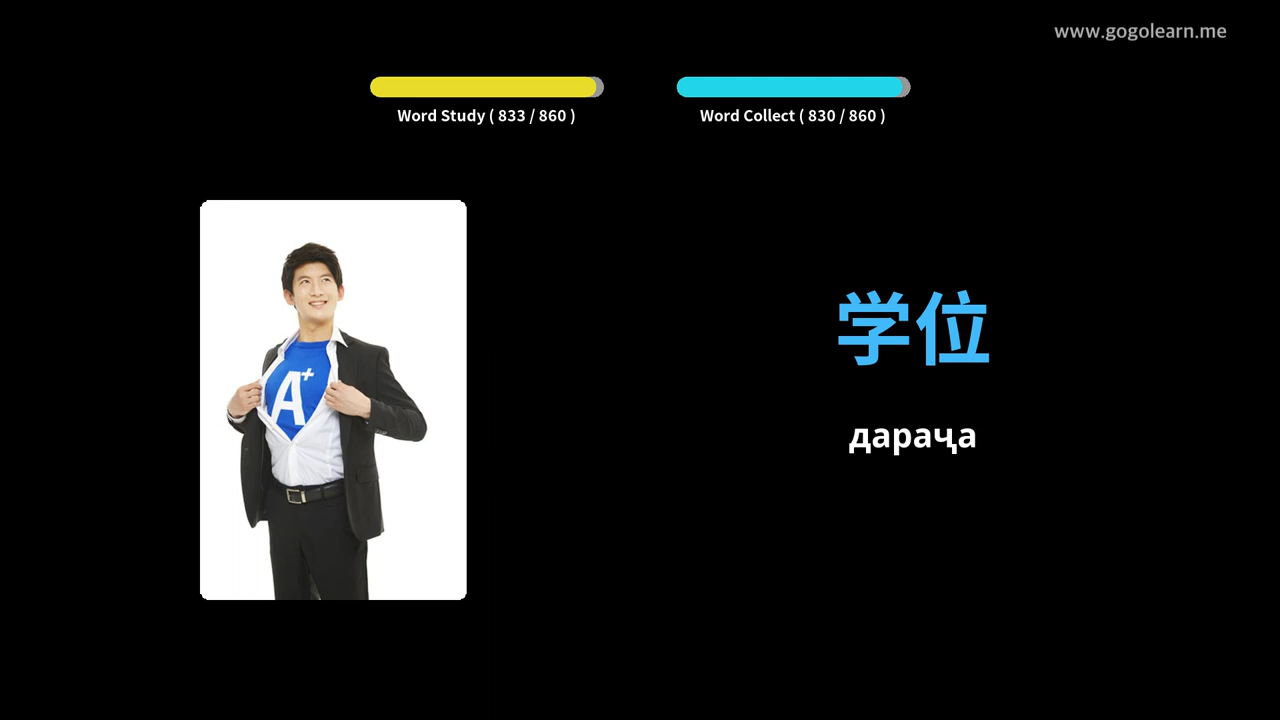 www.gogolearn.me
Word Study ( 833 / 860 )
Word Collect ( 830 / 860 )
A+
学位
дараҷа